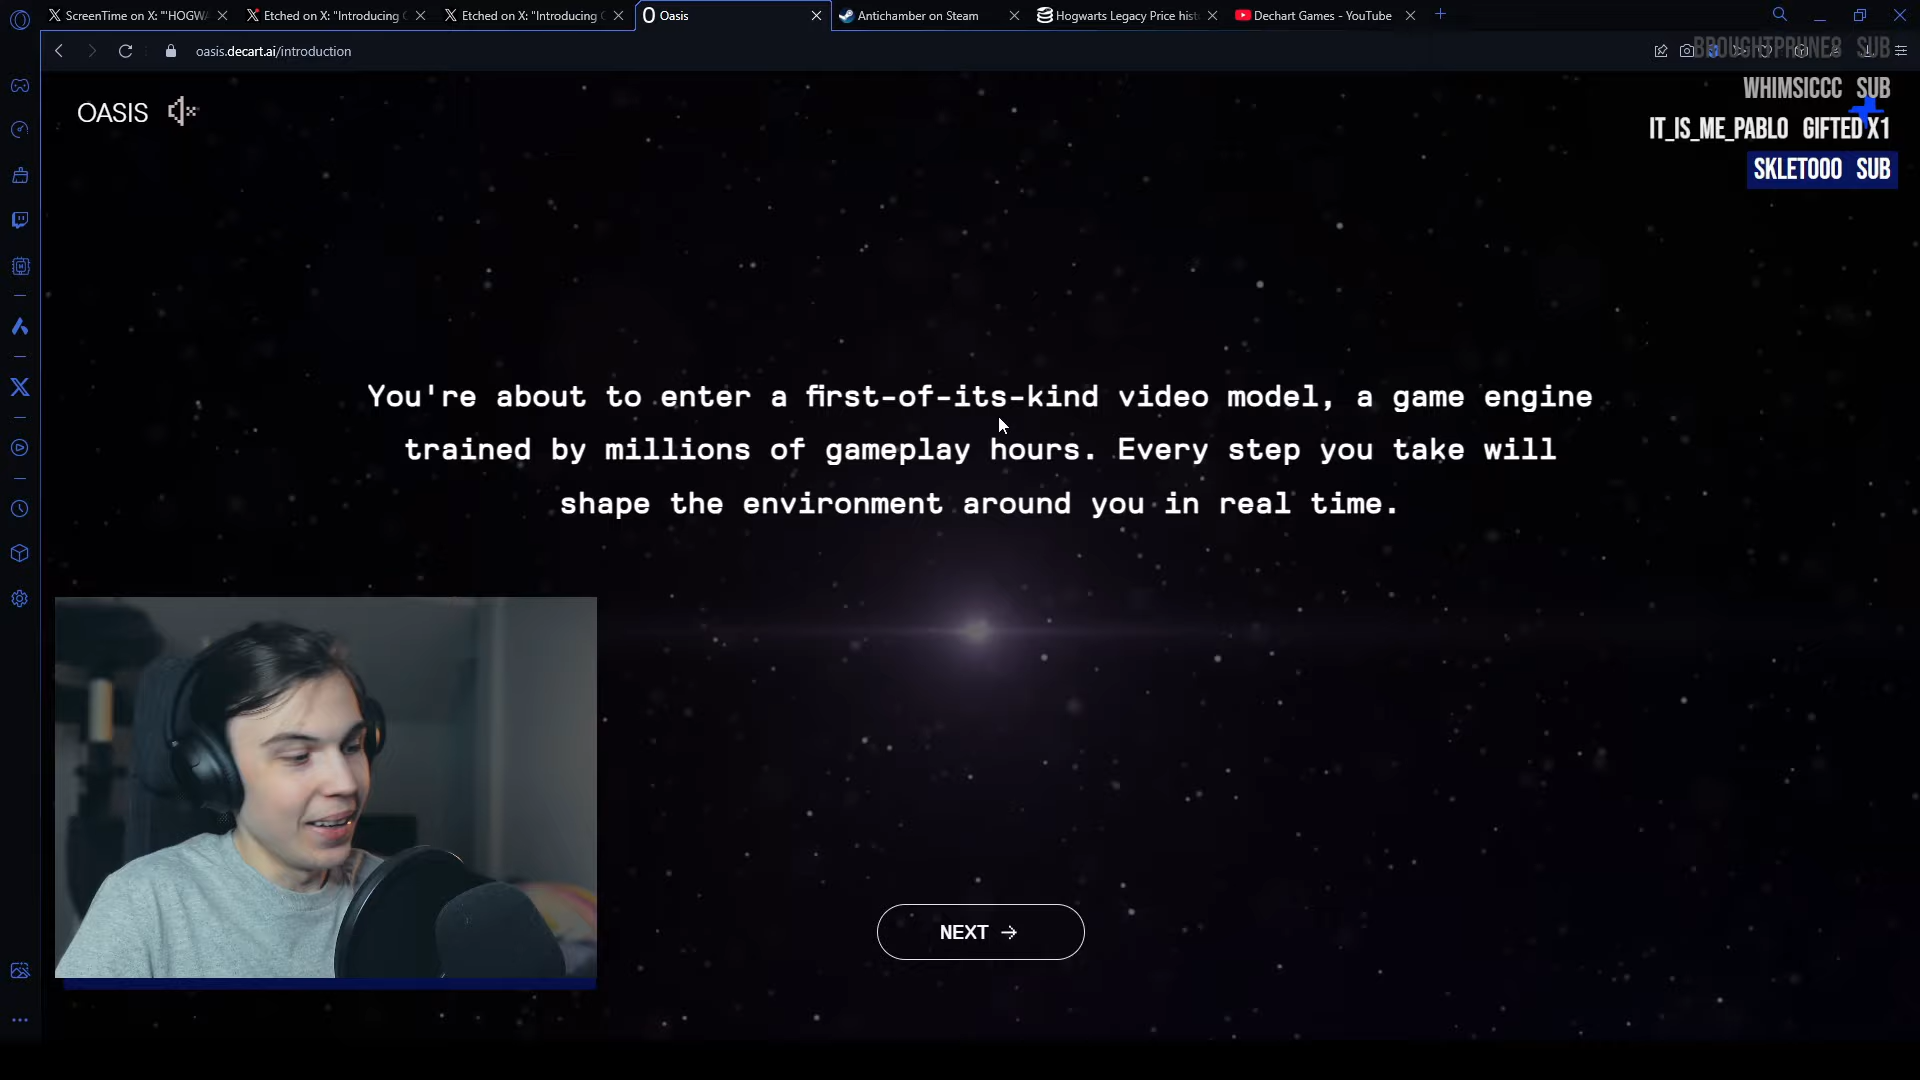 ScreenTime on X: "'HOGWA
Etched on X: "Introducing
Etched on X: "Introducing
Oasis
Antichamber on Steam
Hogwarts Legacy Price hist
Dechart Games - YouTube
oasis.decart.ai/introduction
BROUGHTPRUNE8 SUB
OASIS
WHIMSICCC SUB
IT_IS_ME_PABLO GIFTED X1
SKLETOOO SUB
You're about to enter a first-of-its-kind video model, a game engine
trained by millions of gameplay hours. Every step you take will
shape the environment around you in real time.
NEXT →